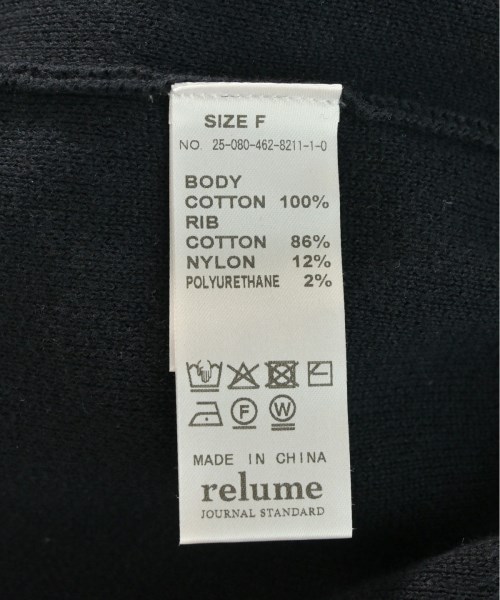 SIZE F
NO. 25-080-462-8211-1-0
BODY
COTTON 100%
RIB
COTTON 86%
NYLON 12%
POLYURETHANE 2%
F W
MADE IN CHINA
relume
JOURNAL STANDARD